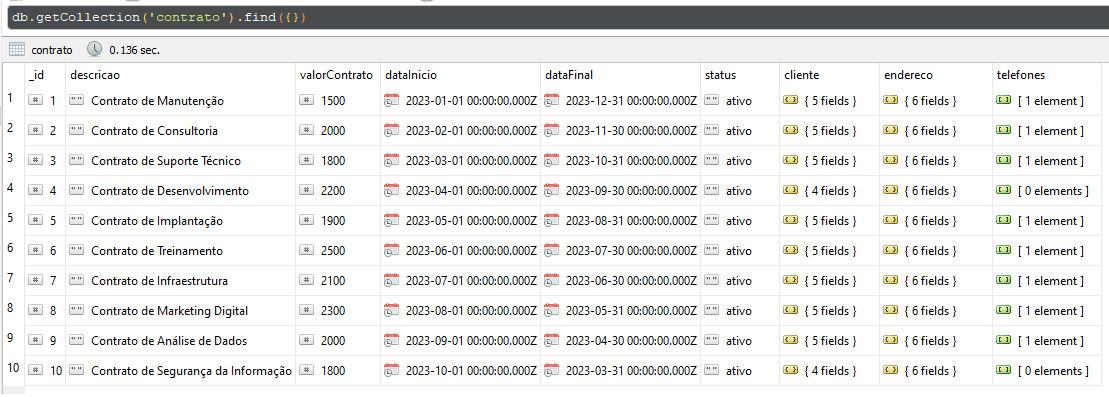 db.getCollection('contrato').find({})
contrato 0.136 sec.
_id descricao valorContrato dataInicio dataFinal status cliente endereco telefones
1 # 1 "" Contrato de Manutenção # 1500 2023-01-01 00:00:00.000Z 2023-12-31 00:00:00.000Z "" ativo { 5 fields } { 6 fields } [ 1 element ]
2 # 2 "" Contrato de Consultoria # 2000 2023-02-01 00:00:00.000Z 2023-11-30 00:00:00.000Z "" ativo { 5 fields } { 6 fields } [ 1 element ]
3 # 3 "" Contrato de Suporte Técnico # 1800 2023-03-01 00:00:00.000Z 2023-10-31 00:00:00.000Z "" ativo { 5 fields } { 6 fields } [ 1 element ]
4 # 4 "" Contrato de Desenvolvimento # 2200 2023-04-01 00:00:00.000Z 2023-09-30 00:00:00.000Z "" ativo { 4 fields } { 6 fields } [ 0 elements ]
5 # 5 "" Contrato de Implantação # 1900 2023-05-01 00:00:00.000Z 2023-08-31 00:00:00.000Z "" ativo { 5 fields } { 6 fields } [ 1 element ]
6 # 6 "" Contrato de Treinamento # 2500 2023-06-01 00:00:00.000Z 2023-07-30 00:00:00.000Z "" ativo { 5 fields } { 6 fields } [ 1 element ]
7 # 7 "" Contrato de Infraestrutura # 2100 2023-07-01 00:00:00.000Z 2023-06-30 00:00:00.000Z "" ativo { 5 fields } { 6 fields } [ 1 element ]
8 # 8 "" Contrato de Marketing Digital # 2300 2023-08-01 00:00:00.000Z 2023-05-31 00:00:00.000Z "" ativo { 5 fields } { 6 fields } [ 1 element ]
9 # 9 "" Contrato de Análise de Dados # 2000 2023-09-01 00:00:00.000Z 2023-04-30 00:00:00.000Z "" ativo { 5 fields } { 6 fields } [ 1 element ]
10 # 10 "" Contrato de Segurança da Informação # 1800 2023-10-01 00:00:00.000Z 2023-03-31 00:00:00.000Z "" ativo { 4 fields } { 6 fields } [ 0 elements ]